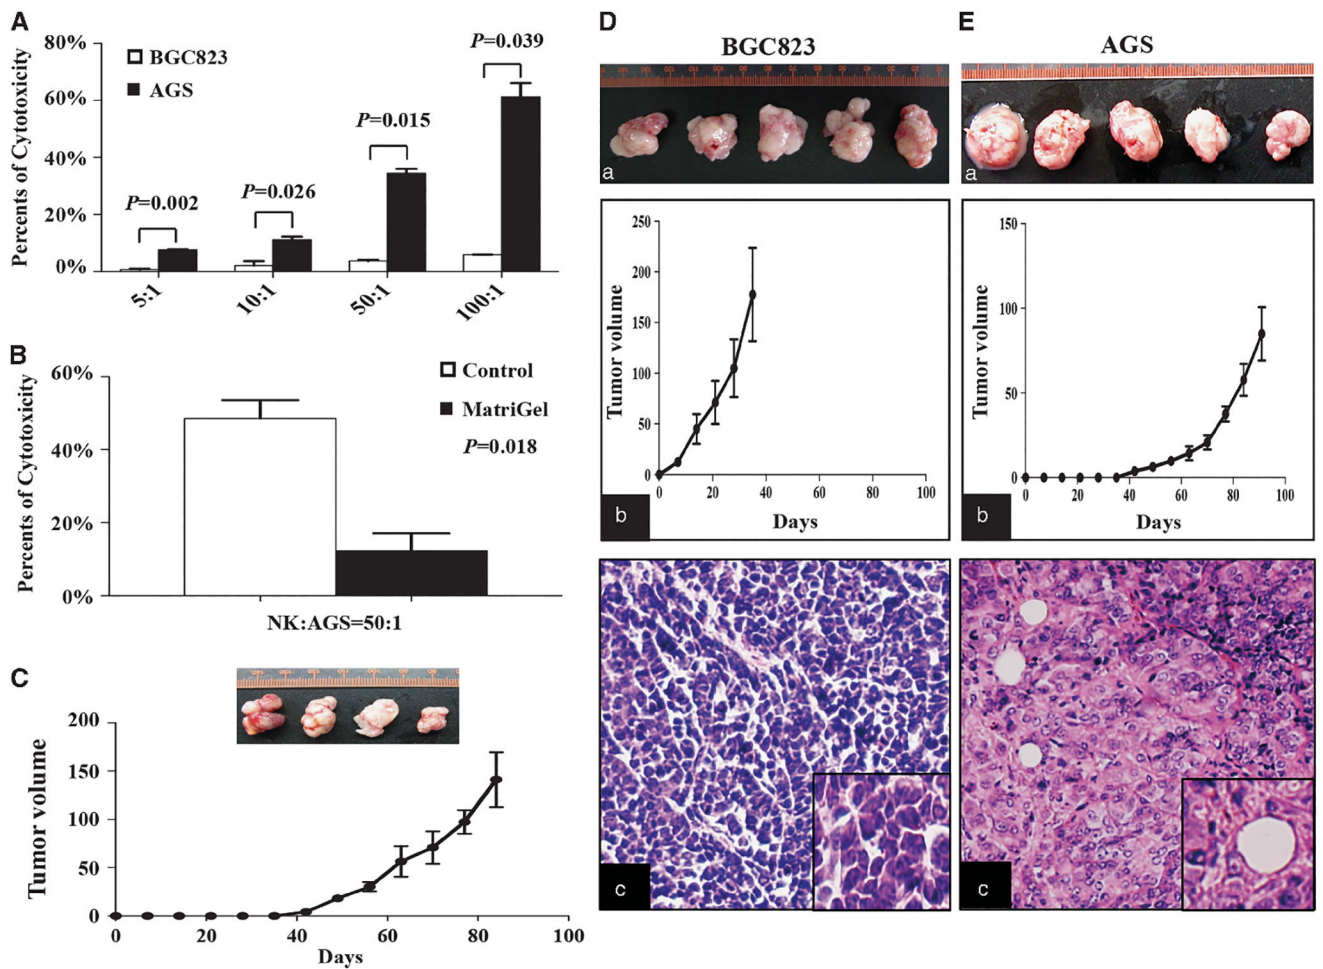 A
80%
60%
40%
20%
0%
Percents of Cytotoxicity
BGC823
AGS
P=0.002
P=0.026
P=0.015
P=0.039
5:1
10:1
50:1
100:1
B
60%
40%
20%
0%
Percents of Cytotoxicity
Control
MatriGel
P=0.018
NK:AGS=50:1
C
200
150
100
50
0
Tumor volume
0 20 40 60 80 100
Days
D
BGC823
a
250
200
150
100
50
0
Tumor volume
0 20 40 60 80 100
Days
b
c
E
AGS
a
150
100
50
0
Tumor volume
0 20 40 60 80 100
Days
b
c